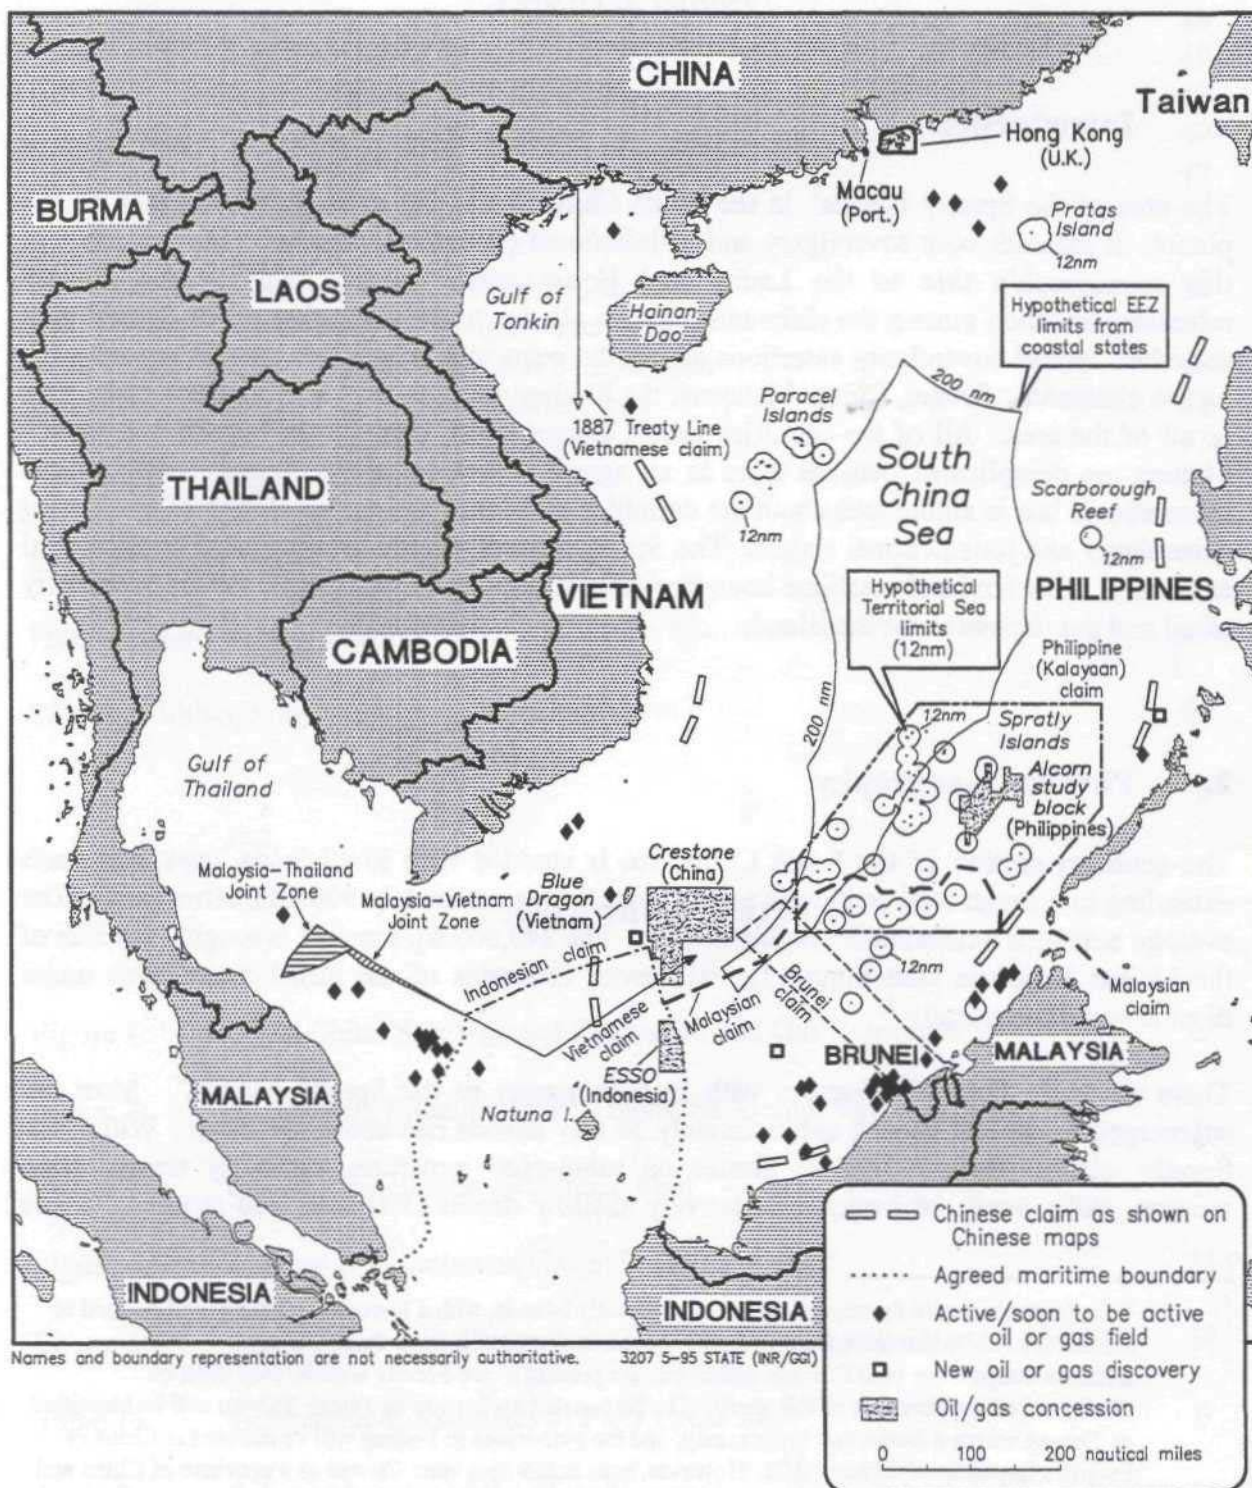 CHINA
Taiwan
Hong Kong
(U.K.)
Macau
(Port.)
Pratas
Island
12nm
BURMA
LAOS
Gulf of
Tonkin
Hainan
Dao
Hypothetical EEZ
limits from
coastal states
200 nm
Paracel
Islands
1887 Treaty Line
(Vietnamese claim)
THAILAND
South
China
Sea
Scarborough
Reef
12nm
12nm
VIETNAM
Hypothetical
Territorial Sea
limits
(12nm)
PHILIPPINES
CAMBODIA
Philippine
(Kalayaan)
claim
200 nm
12nm
Spratly
Islands
Gulf of
Thailand
Alcorn
study
block
(Philippines)
Crestone
(China)
Malaysia-Thailand
Joint Zone
Malaysia-Vietnam
Joint Zone
Blue
Dragon
(Vietnam)
12nm
Indonesian claim
Vietnamese
claim
Malaysian claim
Brunei
claim
Malaysian
claim
BRUNEI
MALAYSIA
MALAYSIA
ESSO
(Indonesia)
Natuna I.
INDONESIA
INDONESIA
Chinese claim as shown on
Chinese maps
Agreed maritime boundary
Active/soon to be active
oil or gas field
New oil or gas discovery
Oil/gas concession
0 100 200 nautical miles
Names and boundary representation are not necessarily authoritative. 3207 5-95 STATE (INR/GGI)